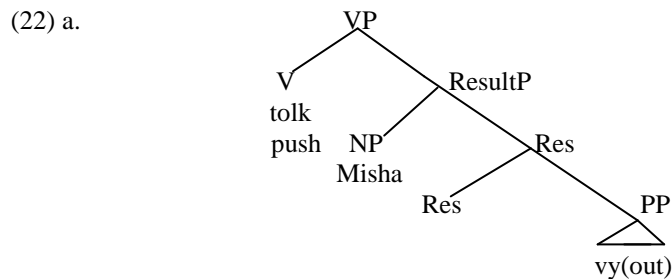 (22) a.
VP
V
ResultP
tolk
push
NP
Res
Misha
Res
PP
vy(out)